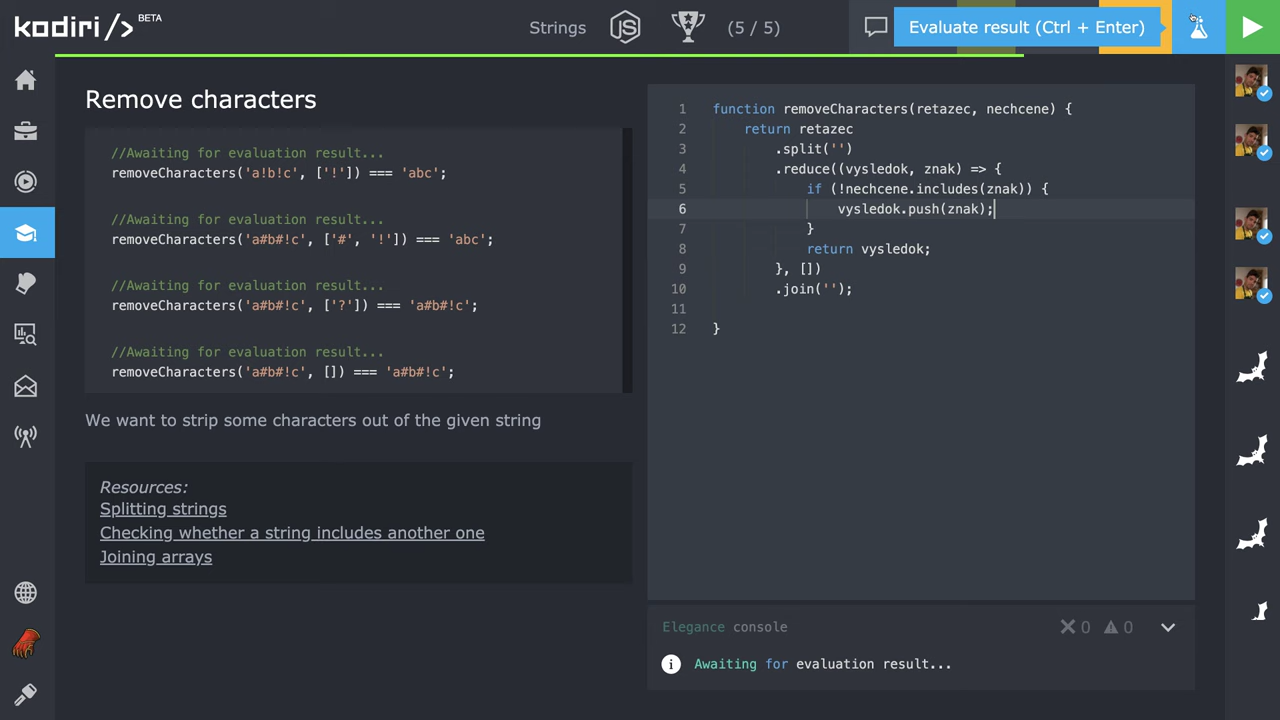 kodiri/> BETA
Strings
JS
(5 / 5)
Evaluate result (Ctrl + Enter)
Remove characters
//Awaiting for evaluation result...
removeCharacters('a!b!c', ['!']) === 'abc';
//Awaiting for evaluation result...
removeCharacters('a#b#!c', ['#', '!']) === 'abc';
//Awaiting for evaluation result...
removeCharacters('a#b#!c', ['?']) === 'a#b#!c';
//Awaiting for evaluation result...
removeCharacters('a#b#!c', []) === 'a#b#!c';
We want to strip some characters out of the given string
Resources:
Splitting strings
Checking whether a string includes another one
Joining arrays
1 function removeCharacters(retazec, nechcene) {
2 return retazec
3 .split('')
4 .reduce((vysledok, znak) => {
5 if (!nechcene.includes(znak)) {
6 vysledok.push(znak);
7 }
8 return vysledok;
9 }, [])
10 .join('');
11
12 }
Elegance console
0
0
Awaiting for evaluation result...